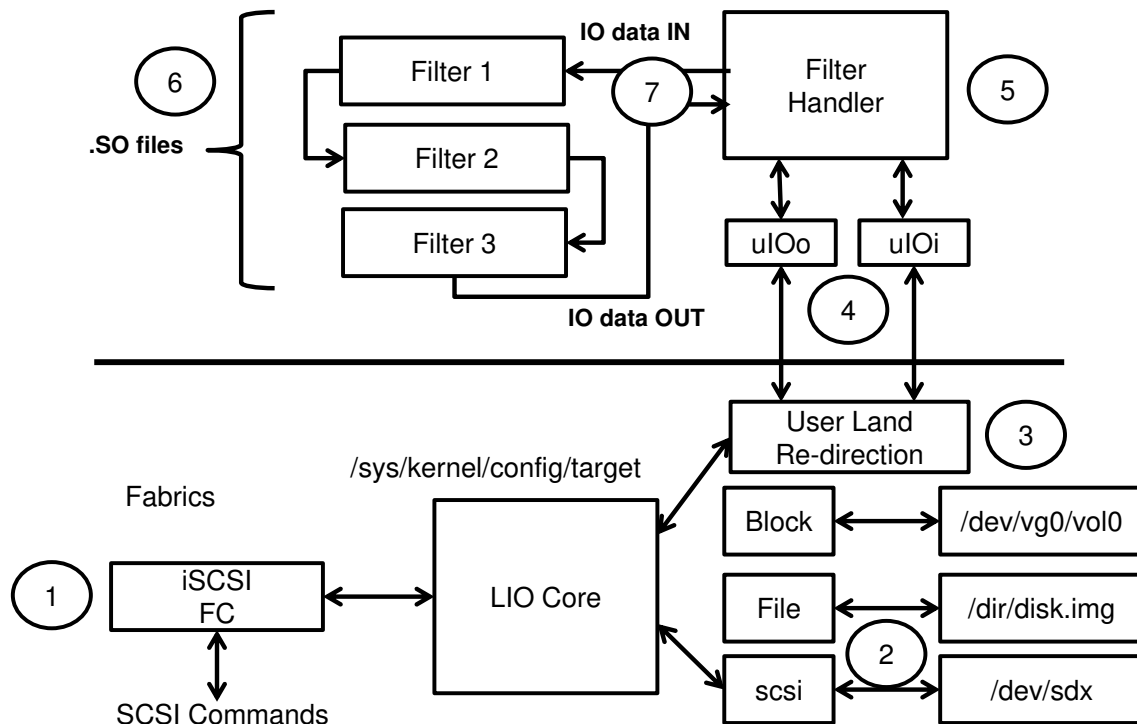 IO data IN
6
Filter 1
7
Filter
Handler
5
.SO files
Filter 2
Filter 3
uIOo
uIOi
IO data OUT
4
User Land
Re-direction
3
/sys/kernel/config/target
Fabrics
Block
/dev/vg0/vol0
1
iSCSI
FC
LIO Core
File
/dir/disk.img
2
scsi
/dev/sdx
SCSI Commands